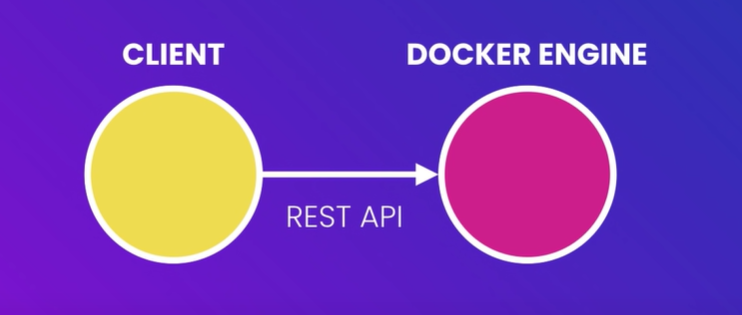 CLIENT
DOCKER ENGINE
REST API